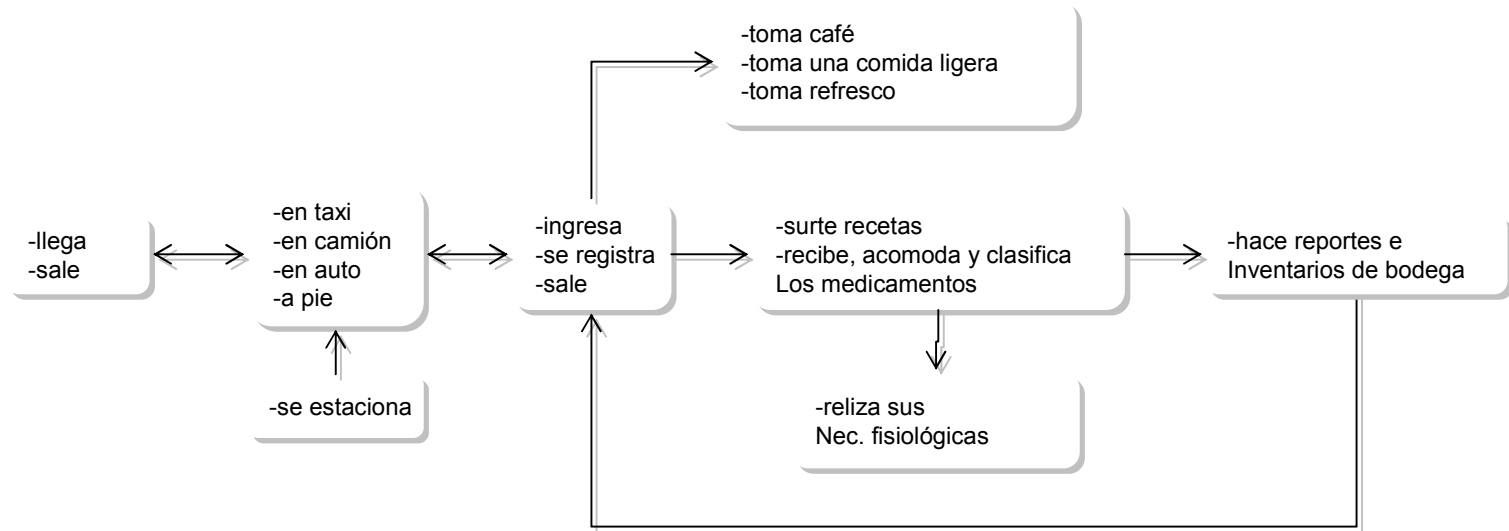 -toma café
-toma una comida ligera
-toma refresco
-llega
-sale
-en taxi
-en camión
-en auto
-a pie
-ingresa
-se registra
-sale
-surte recetas
-recibe, acomoda y clasifica
Los medicamentos
-hace reportes e
Inventarios de bodega
-se estaciona
-reliza sus
Nec. fisiológicas